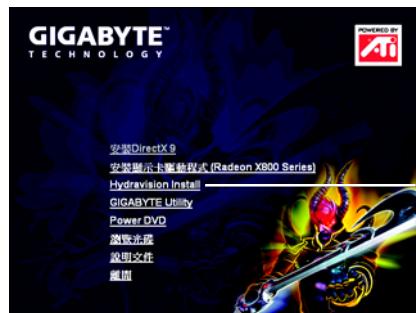 GIGABYTE™
TECHNOLOGY
POWERED BY
ATI
安裝DirectX 9
安裝顯示卡驅動程式 (Radeon X800 Series)
Hydravision Install
GIGABYTE Utility
Power DVD
瀏覽光碟
說明文件
離開